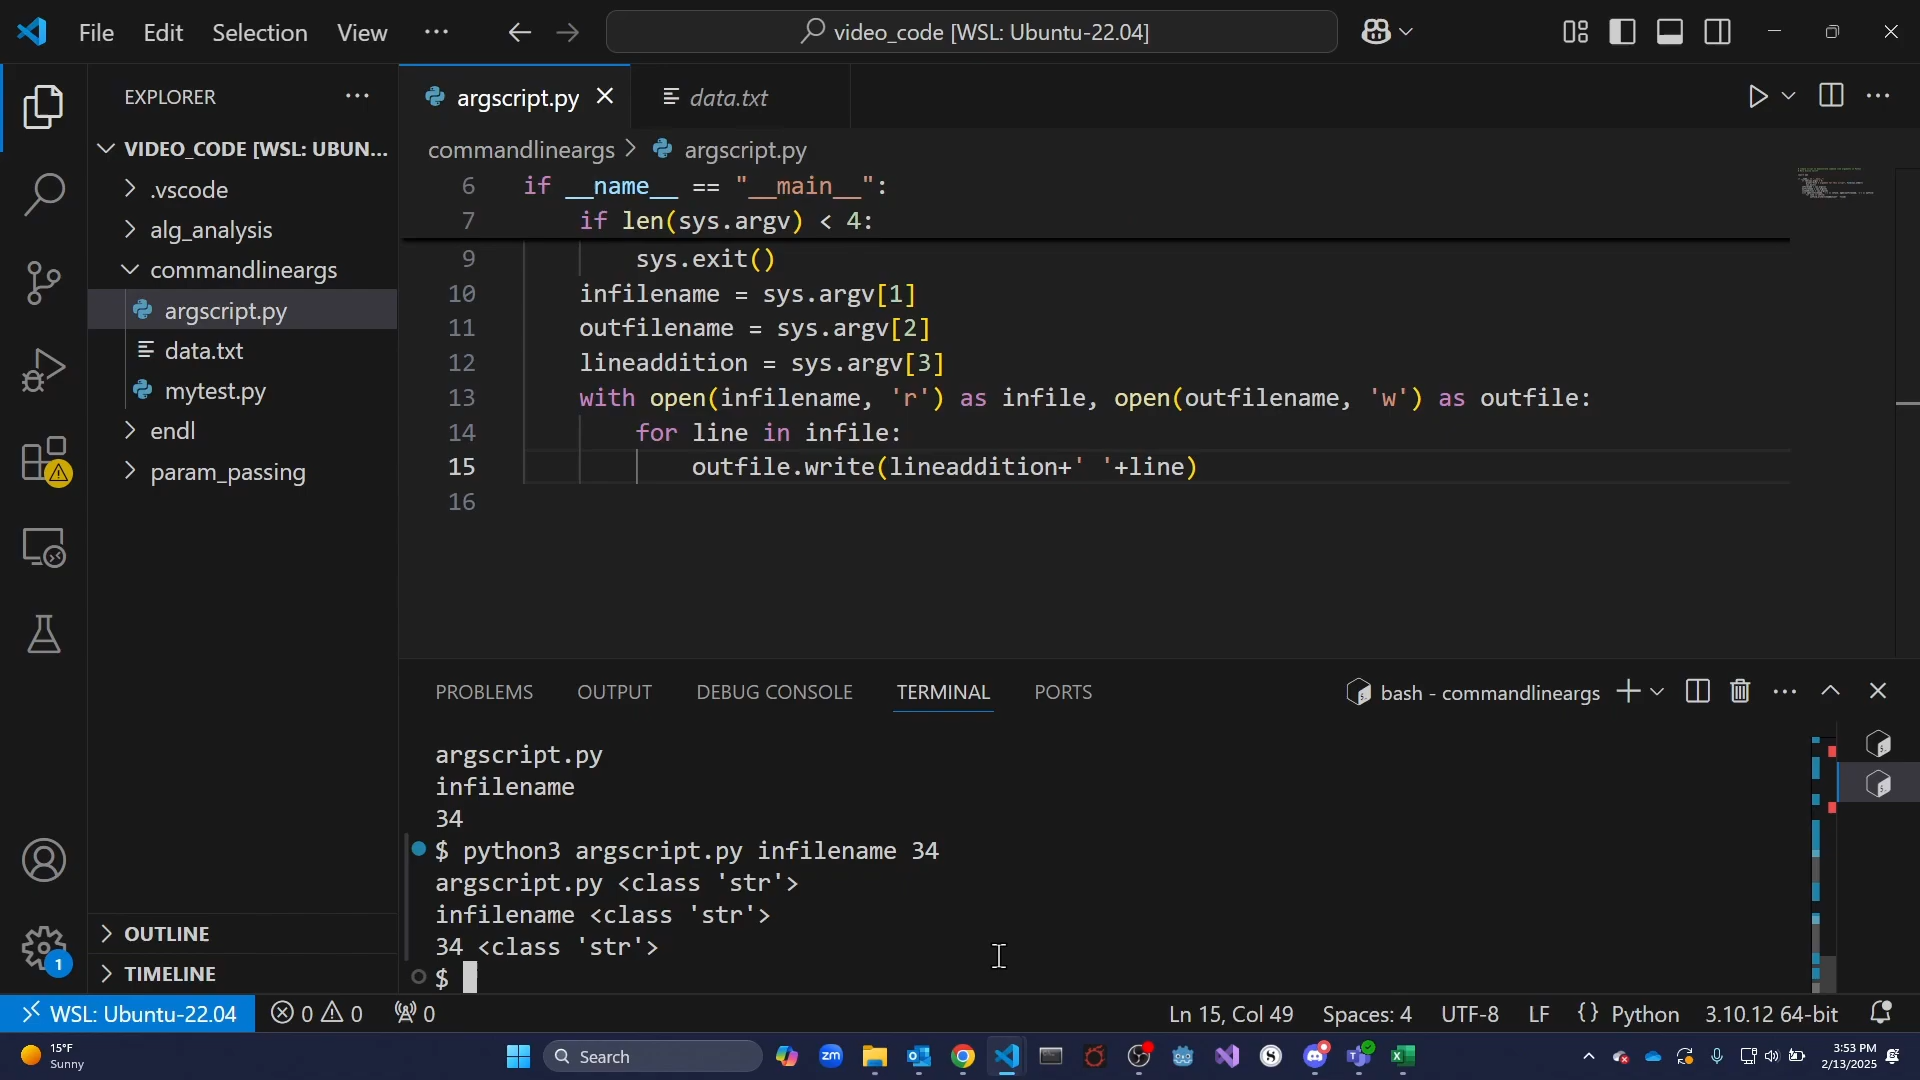 File Edit Selection View ···
video_code [WSL: Ubuntu-22.04]
EXPLORER ···
VIDEO_CODE [WSL: UBUN...
.vscode
alg_analysis
commandlineargs
argscript.py
data.txt
mytest.py
endl
param_passing
OUTLINE
TIMELINE
argscript.py
data.txt
commandlineargs > argscript.py
6 if __name__ == "__main__":
7 if len(sys.argv) < 4:
9 sys.exit()
10 infilename = sys.argv[1]
11 outfilename = sys.argv[2]
12 lineaddition = sys.argv[3]
13 with open(infilename, 'r') as infile, open(outfilename, 'w') as outfile:
14 for line in infile:
15 outfile.write(lineaddition+' '+line)
16
PROBLEMS OUTPUT DEBUG CONSOLE TERMINAL PORTS
bash - commandlineargs
argscript.py
infilename
34
$ python3 argscript.py infilename 34
argscript.py <class 'str'>
infilename <class 'str'>
34 <class 'str'>
$
1
WSL: Ubuntu-22.04 0 0 0 Ln 15, Col 49 Spaces: 4 UTF-8 LF {} Python 3.10.12 64-bit
15°F
Sunny
Search
zm
3:53 PM
2/13/2025